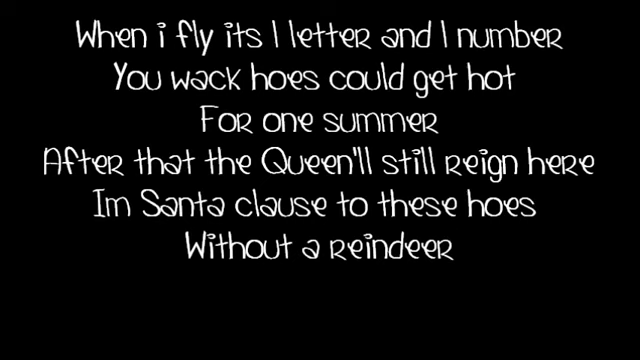 When i fly its 1 letter and 1 number
You wack hoes could get hot
For one summer
After that the Queen'll still reign here
Im Santa clause to these hoes
Without a reindeer